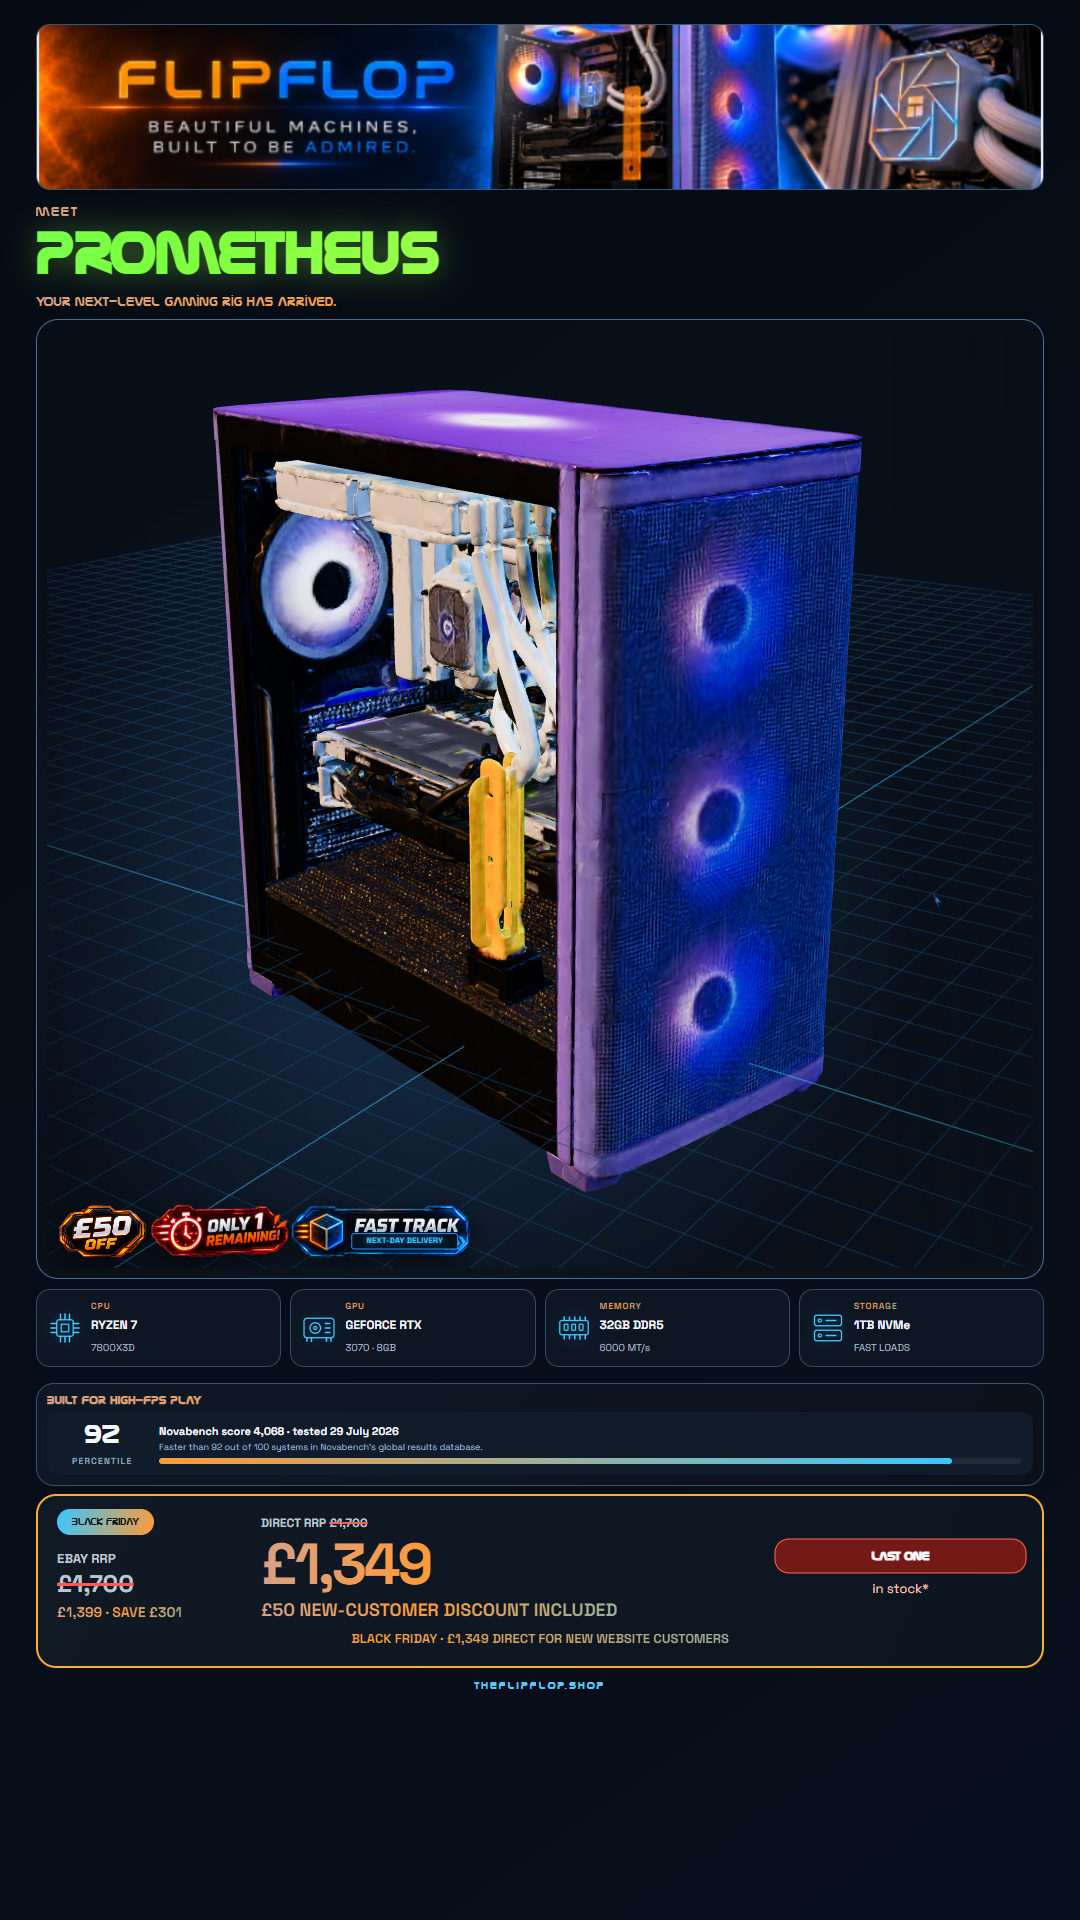 FLIPFLOP
BEAUTIFUL MACHINES,
BUILT TO BE ADMIRED.
MEET
PROMETHEUS
YOUR NEXT-LEVEL GAMING RIG HAS ARRIVED.
£50
OFF
ONLY 1
REMAINING!
FAST TRACK
NEXT-DAY DELIVERY
CPU
RYZEN 7
7800X3D
GPU
GEFORCE RTX
3070 · 8GB
MEMORY
32GB DDR5
6000 MT/s
STORAGE
1TB NVMe
FAST LOADS
BUILT FOR HIGH-FPS PLAY
92
PERCENTILE
Novabench score 4,068 · tested 29 July 2026
Faster than 92 out of 100 systems in Novabench's global results database.
BLACK FRIDAY
EBAY RRP
£1,700
£1,399 · SAVE £301
DIRECT RRP £1,700
£1,349
£50 NEW-CUSTOMER DISCOUNT INCLUDED
LAST ONE
in stock*
BLACK FRIDAY · £1,349 DIRECT FOR NEW WEBSITE CUSTOMERS
THEFLIPFLOP.SHOP